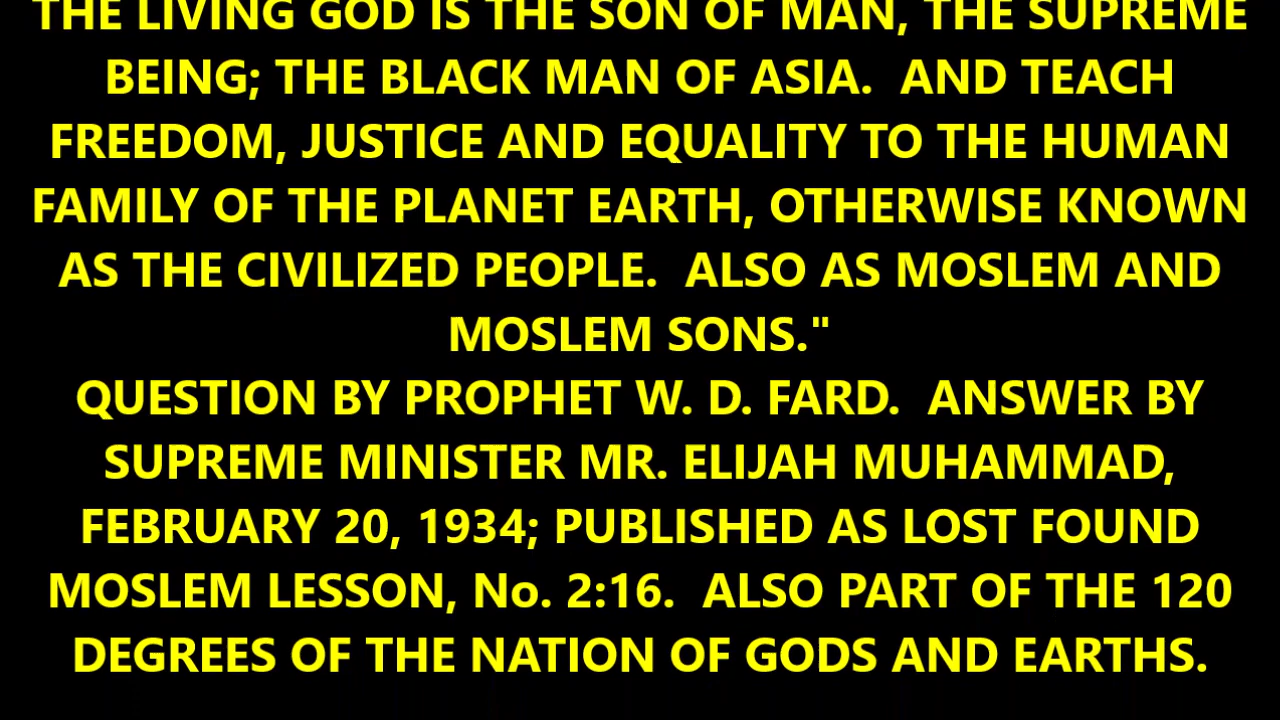 THE LIVING GOD IS THE SON OF MAN, THE SUPREME
BEING; THE BLACK MAN OF ASIA.  AND TEACH
FREEDOM, JUSTICE AND EQUALITY TO THE HUMAN
FAMILY OF THE PLANET EARTH, OTHERWISE KNOWN
AS THE CIVILIZED PEOPLE.  ALSO AS MOSLEM AND
MOSLEM SONS."
QUESTION BY PROPHET W. D. FARD.  ANSWER BY
SUPREME MINISTER MR. ELIJAH MUHAMMAD,
FEBRUARY 20, 1934; PUBLISHED AS LOST FOUND
MOSLEM LESSON, No. 2:16.  ALSO PART OF THE 120
DEGREES OF THE NATION OF GODS AND EARTHS.